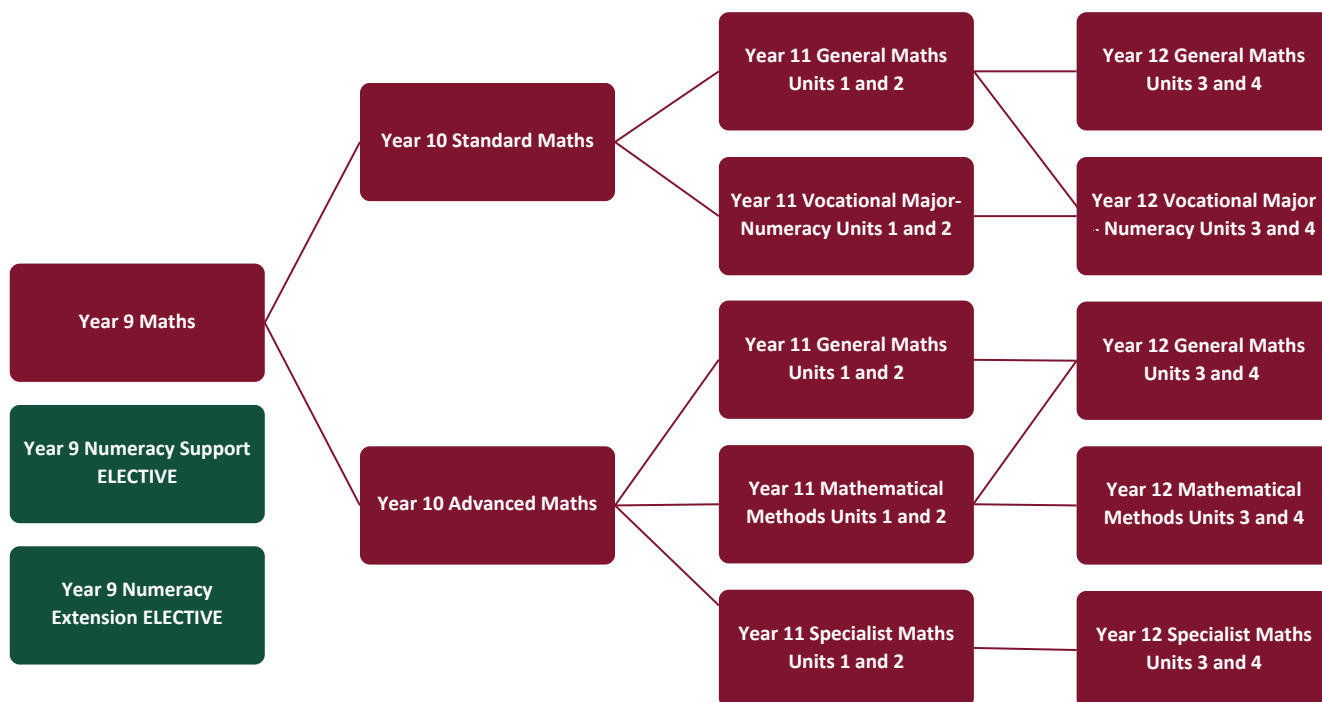 Year 9 Maths
Year 9 Numeracy Support
ELECTIVE
Year 9 Numeracy
Extension ELECTIVE
Year 10 Standard Maths
Year 10 Advanced Maths
Year 11 General Maths
Units 1 and 2
Year 11 Vocational Major-
Numeracy Units 1 and 2
Year 11 General Maths
Units 1 and 2
Year 11 Mathematical
Methods Units 1 and 2
Year 11 Specialist Maths
Units 1 and 2
Year 12 General Maths
Units 3 and 4
Year 12 Vocational Major
- Numeracy Units 3 and 4
Year 12 General Maths
Units 3 and 4
Year 12 Mathematical
Methods Units 3 and 4
Year 12 Specialist Maths
Units 3 and 4